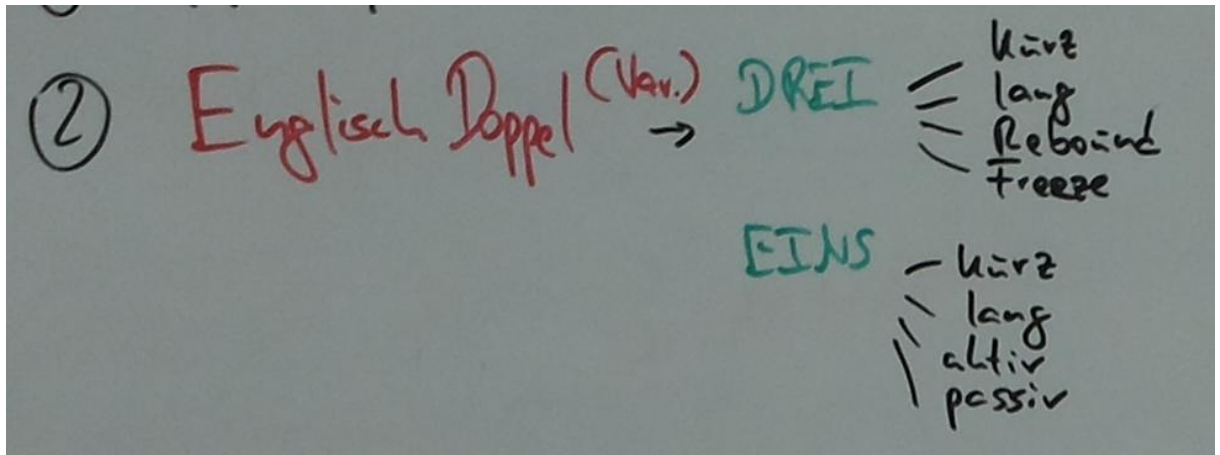 ② Englisch Doppel (Var.) → DREI
kurz
lang
Rebound
Freeze
EINS
kurz
lang
aktiv
passiv